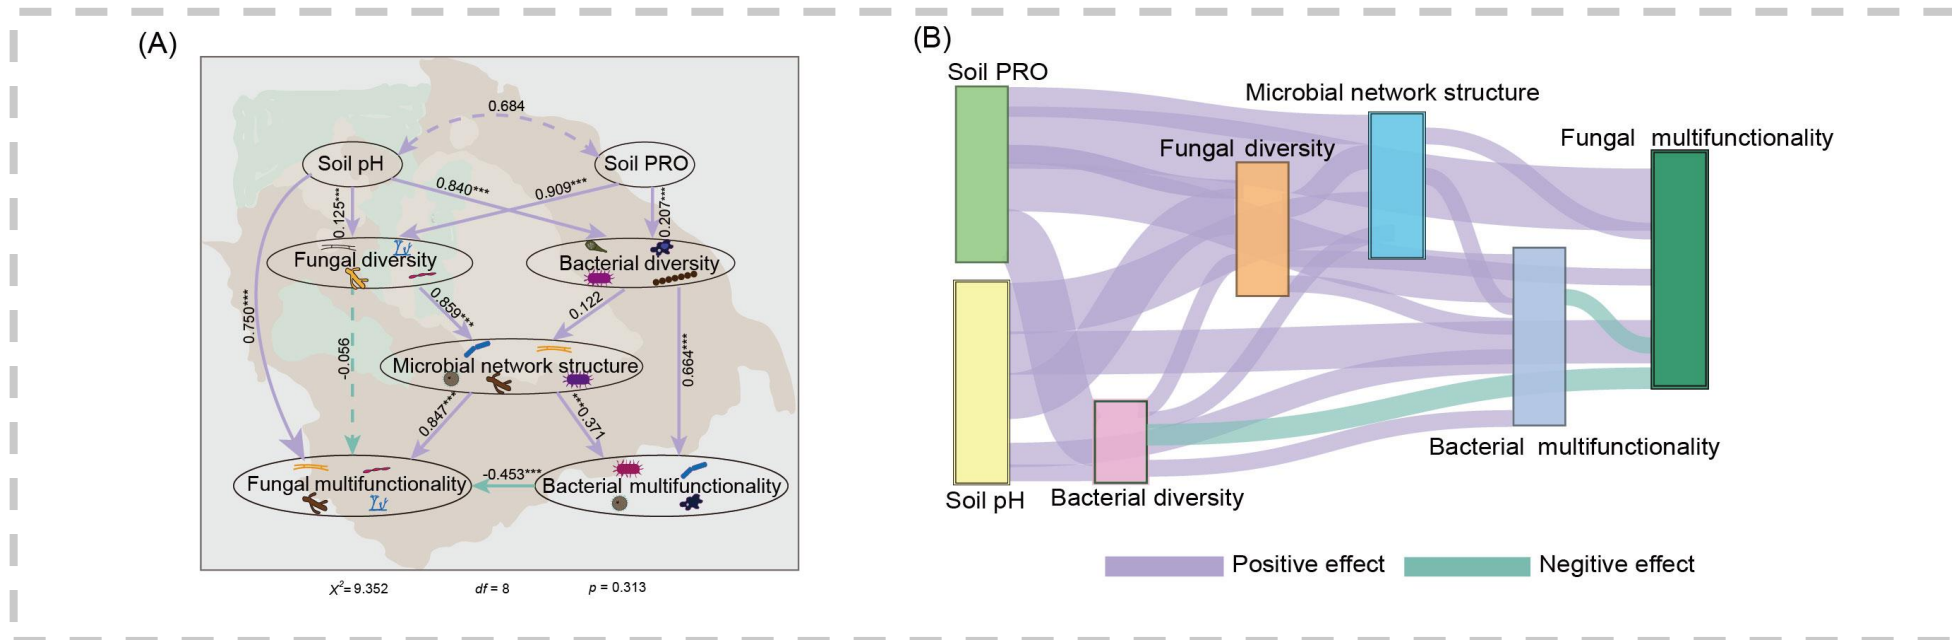 (A)
0.684
Soil pH
Soil PRO
0.840***
0.909***
0.125***
0.207***
Fungal diversity
Bacterial diversity
0.750***
0.859***
0.122
-0.056
0.664***
Microbial network structure
0.847***
***0.371
Fungal multifunctionality
-0.453***
Bacterial multifunctionality
X²= 9.352 df = 8 p = 0.313
(B)
Soil PRO
Microbial network structure
Fungal multifunctionality
Fungal diversity
Bacterial multifunctionality
Soil pH
Bacterial diversity
Positive effect
Negitive effect